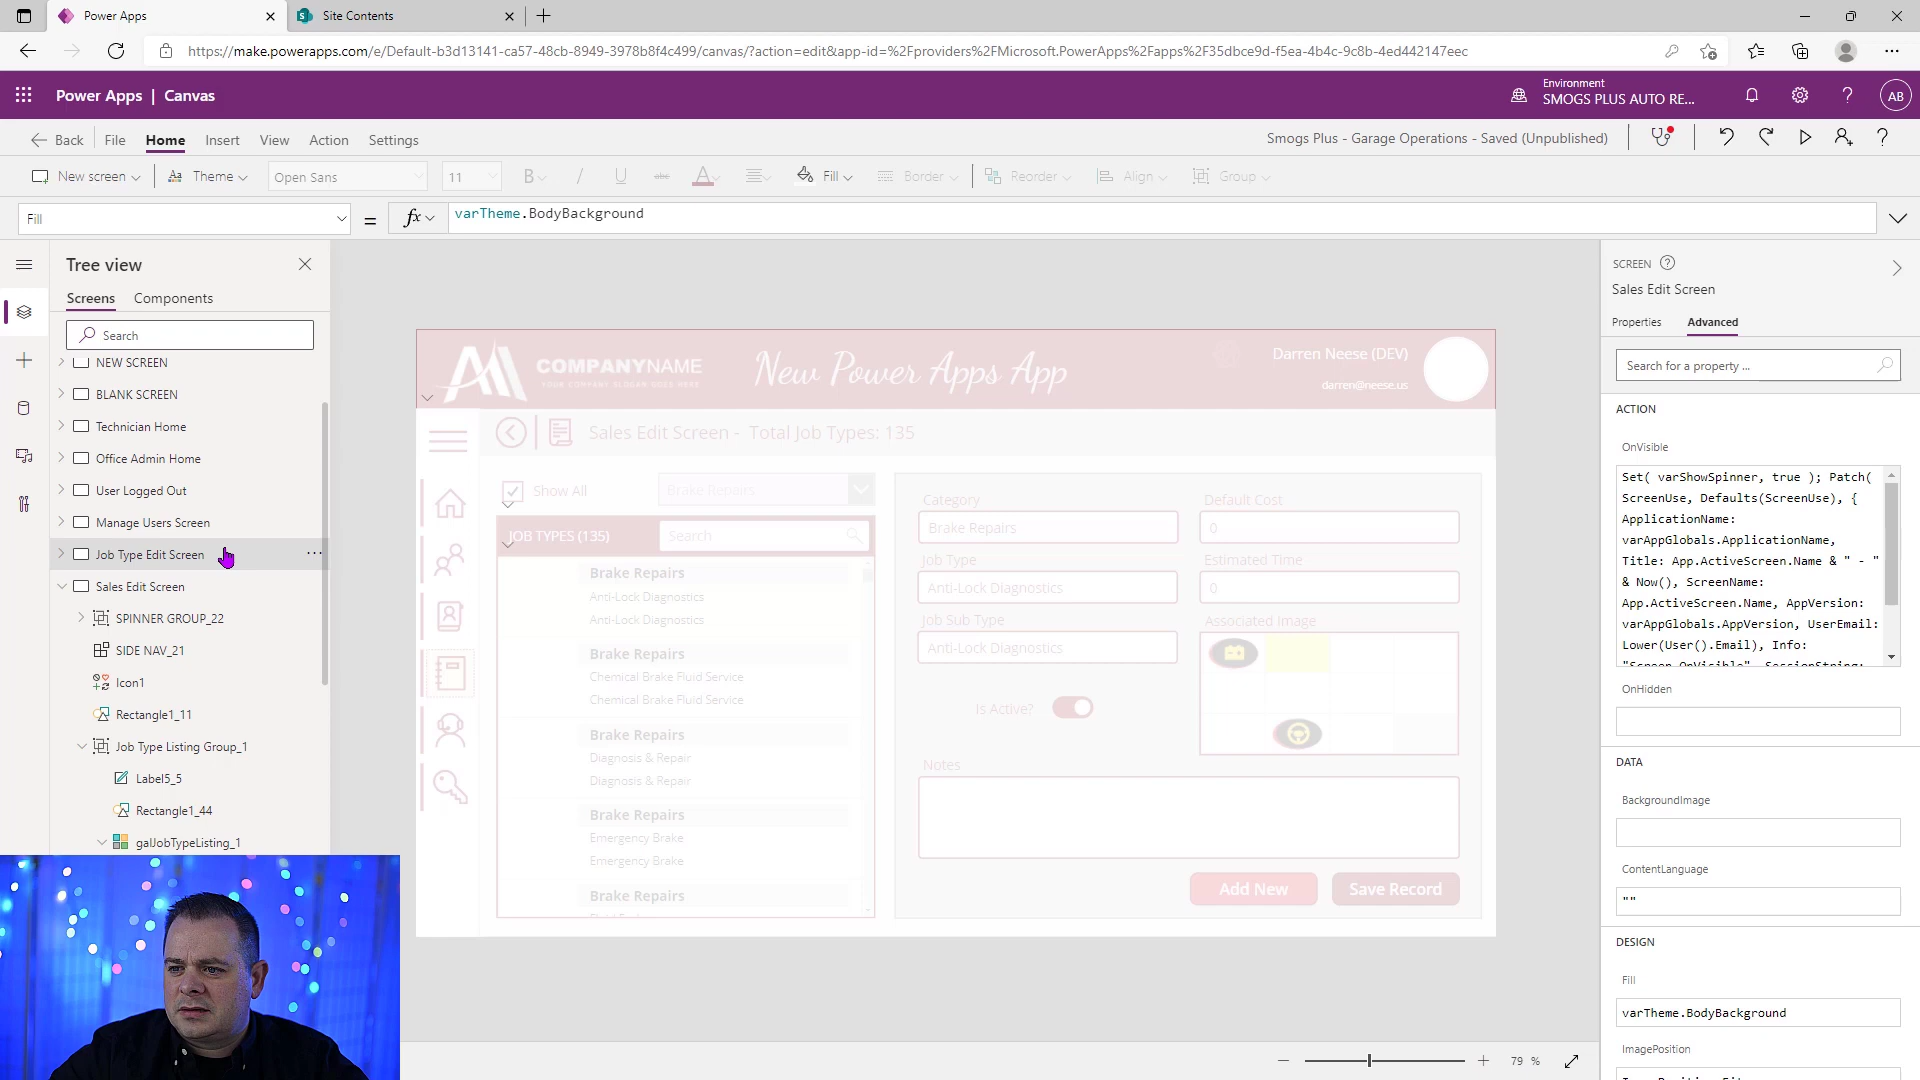 Power Apps
Site Contents
https://make.powerapps.com/e/Default-b3d13141-ca57-48cb-8949-3978b8f4c499/canvas/?action=edit&app-id=%2Fproviders%2FMicrosoft.PowerApps%2Fapps%2F35dbce9d-f5ea-4b4c-9c8b-4ed442147eec
Power Apps | Canvas
Environment
SMOGS PLUS AUTO RE...
AB
Back
File
Home
Insert
View
Action
Settings
Smogs Plus - Garage Operations - Saved (Unpublished)
New screen
Theme
Open Sans
11
B
Fill
Border
Reorder
Align
Group
Fill
=
fx
varTheme.BodyBackground
Tree view
Screens
Components
Search
NEW SCREEN
BLANK SCREEN
Technician Home
Office Admin Home
User Logged Out
Manage Users Screen
Job Type Edit Screen
Sales Edit Screen
SPINNER GROUP_22
SIDE NAV_21
Icon1
Rectangle1_11
Job Type Listing Group_1
Label5_5
Rectangle1_44
galJobTypeListing_1
COMPANYNAME
YOUR COMPANY SLOGAN GOES HERE
New Power Apps App
Darren Neese (DEV)
darren@neese.us
Sales Edit Screen - Total Job Types: 135
Show All
Brake Repairs
JOB TYPES (135)
Search
Brake Repairs
Anti-Lock Diagnostics
Anti-Lock Diagnostics
Brake Repairs
Chemical Brake Fluid Service
Chemical Brake Fluid Service
Brake Repairs
Diagnosis & Repair
Diagnosis & Repair
Brake Repairs
Emergency Brake
Emergency Brake
Brake Repairs
Category
Brake Repairs
Default Cost
0
Job Type
Anti-Lock Diagnostics
Estimated Time
0
Job Sub Type
Anti-Lock Diagnostics
Associated Image
Is Active?
Notes
Add New
Save Record
SCREEN
Sales Edit Screen
Properties
Advanced
Search for a property ...
ACTION
OnVisible
Set( varShowSpinner, true ); Patch(
ScreenUse, Defaults(ScreenUse), {
ApplicationName:
varAppGlobals.ApplicationName,
Title: App.ActiveScreen.Name & " - "
& Now(), ScreenName:
App.ActiveScreen.Name, AppVersion:
varAppGlobals.AppVersion, UserEmail:
Lower(User().Email), Info:
"Screen OnVisible", SessionString:
OnHidden
DATA
BackgroundImage
ContentLanguage
""
DESIGN
Fill
varTheme.BodyBackground
ImagePosition
79 %